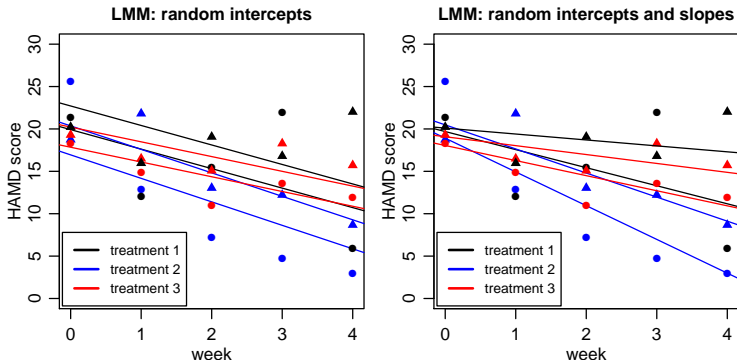 LMM: random intercepts
30
25
20
15
10
5
0
HAMD score
treatment 1
treatment 2
treatment 3
0 1 2 3 4
week
LMM: random intercepts and slopes
30
25
20
15
10
5
0
HAMD score
treatment 1
treatment 2
treatment 3
0 1 2 3 4
week